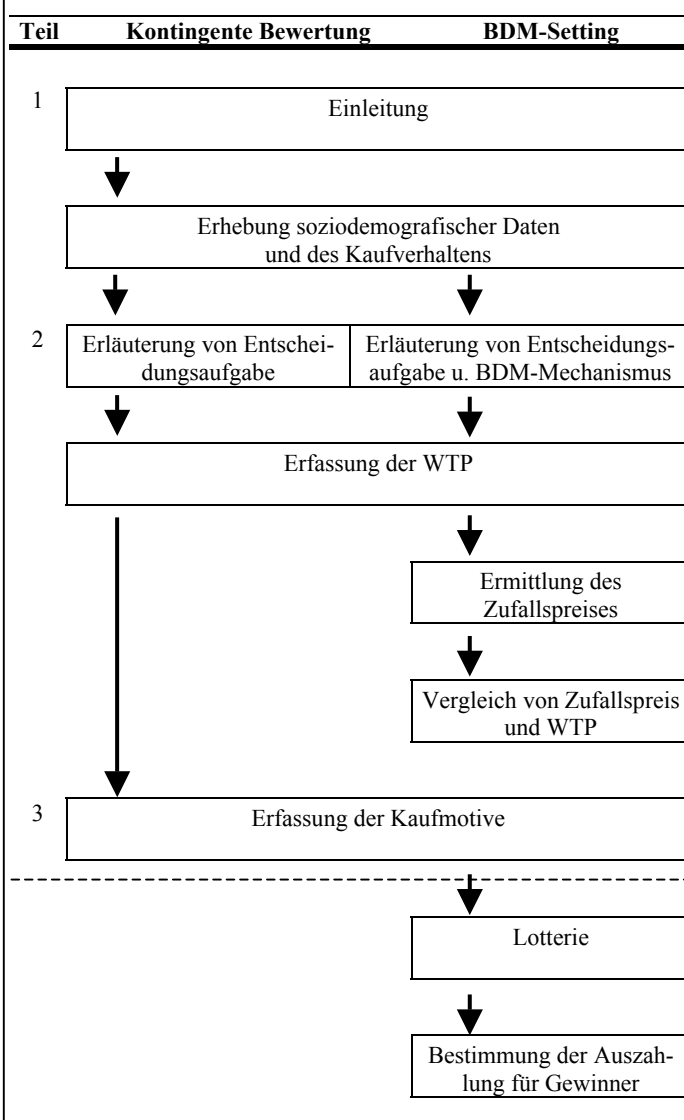 Teil Kontingente Bewertung BDM-Setting
1
Einleitung
Erhebung soziodemografischer Daten
und des Kaufverhaltens
2
Erläuterung von Entschei-
dungsaufgabe
Erläuterung von Entscheidungs-
aufgabe u. BDM-Mechanismus
Erfassung der WTP
Ermittlung des
Zufallspreises
Vergleich von Zufallspreis
und WTP
3
Erfassung der Kaufmotive
Lotterie
Bestimmung der Auszah-
lung für Gewinner